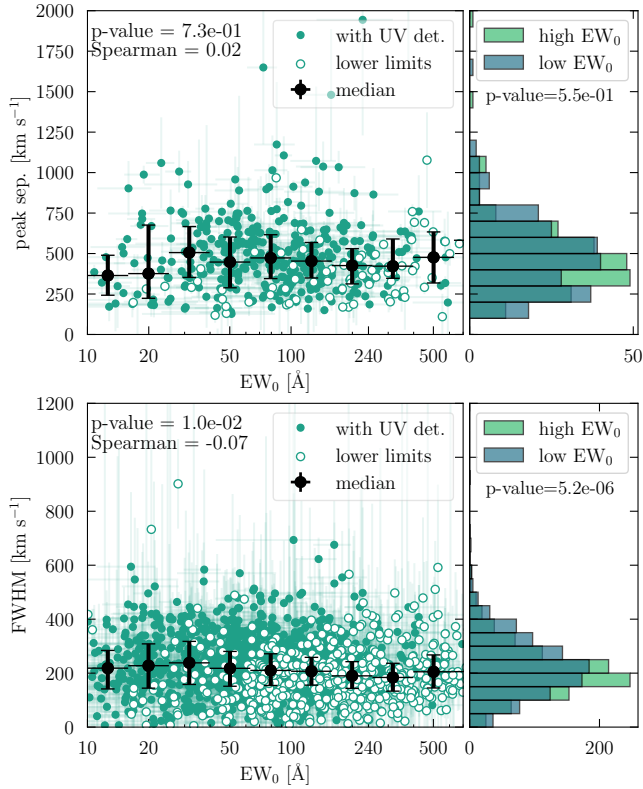 p-value = 7.3e-01
Spearman = 0.02
with UV det.
lower limits
median
peak sep. [km s⁻¹]
2000
1750
1500
1250
1000
750
500
250
0
10 20 50 100 240 500
EW₀ [Å]
high EW₀
low EW₀
p-value=5.5e-01
0 50
p-value = 1.0e-02
Spearman = -0.07
with UV det.
lower limits
median
FWHM [km s⁻¹]
1200
1000
800
600
400
200
0
10 20 50 100 240 500
EW₀ [Å]
high EW₀
low EW₀
p-value=5.2e-06
0 200